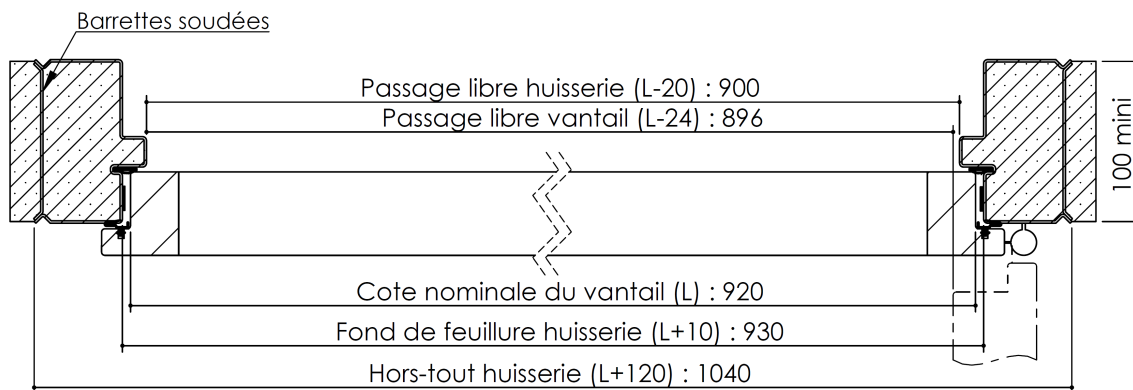 Barrettes soudées
Passage libre huisserie (L-20) : 900
Passage libre vantail (L-24) : 896
100 mini
Cote nominale du vantail (L) : 920
Fond de feuillure huisserie (L+10) : 930
Hors-tout huisserie (L+120) : 1040